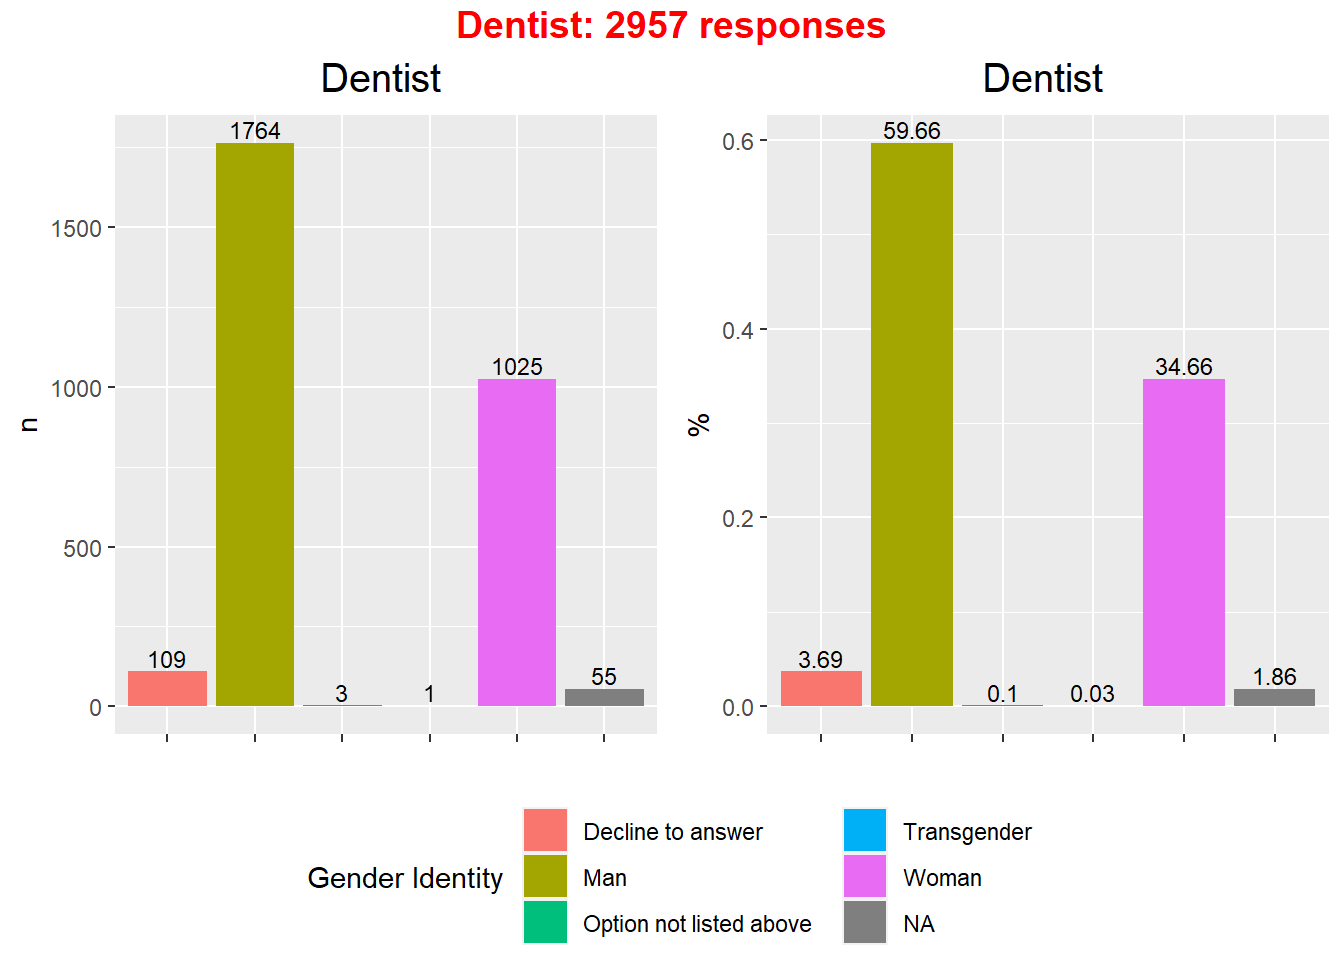 Dentist: 2957 responses
Dentist
n
1500
1000
500
0
109
1764
3
1
1025
55
Dentist
%
0.6
0.4
0.2
0.0
3.69
59.66
0.1
0.03
34.66
1.86
Gender Identity
Decline to answer
Man
Option not listed above
Transgender
Woman
NA